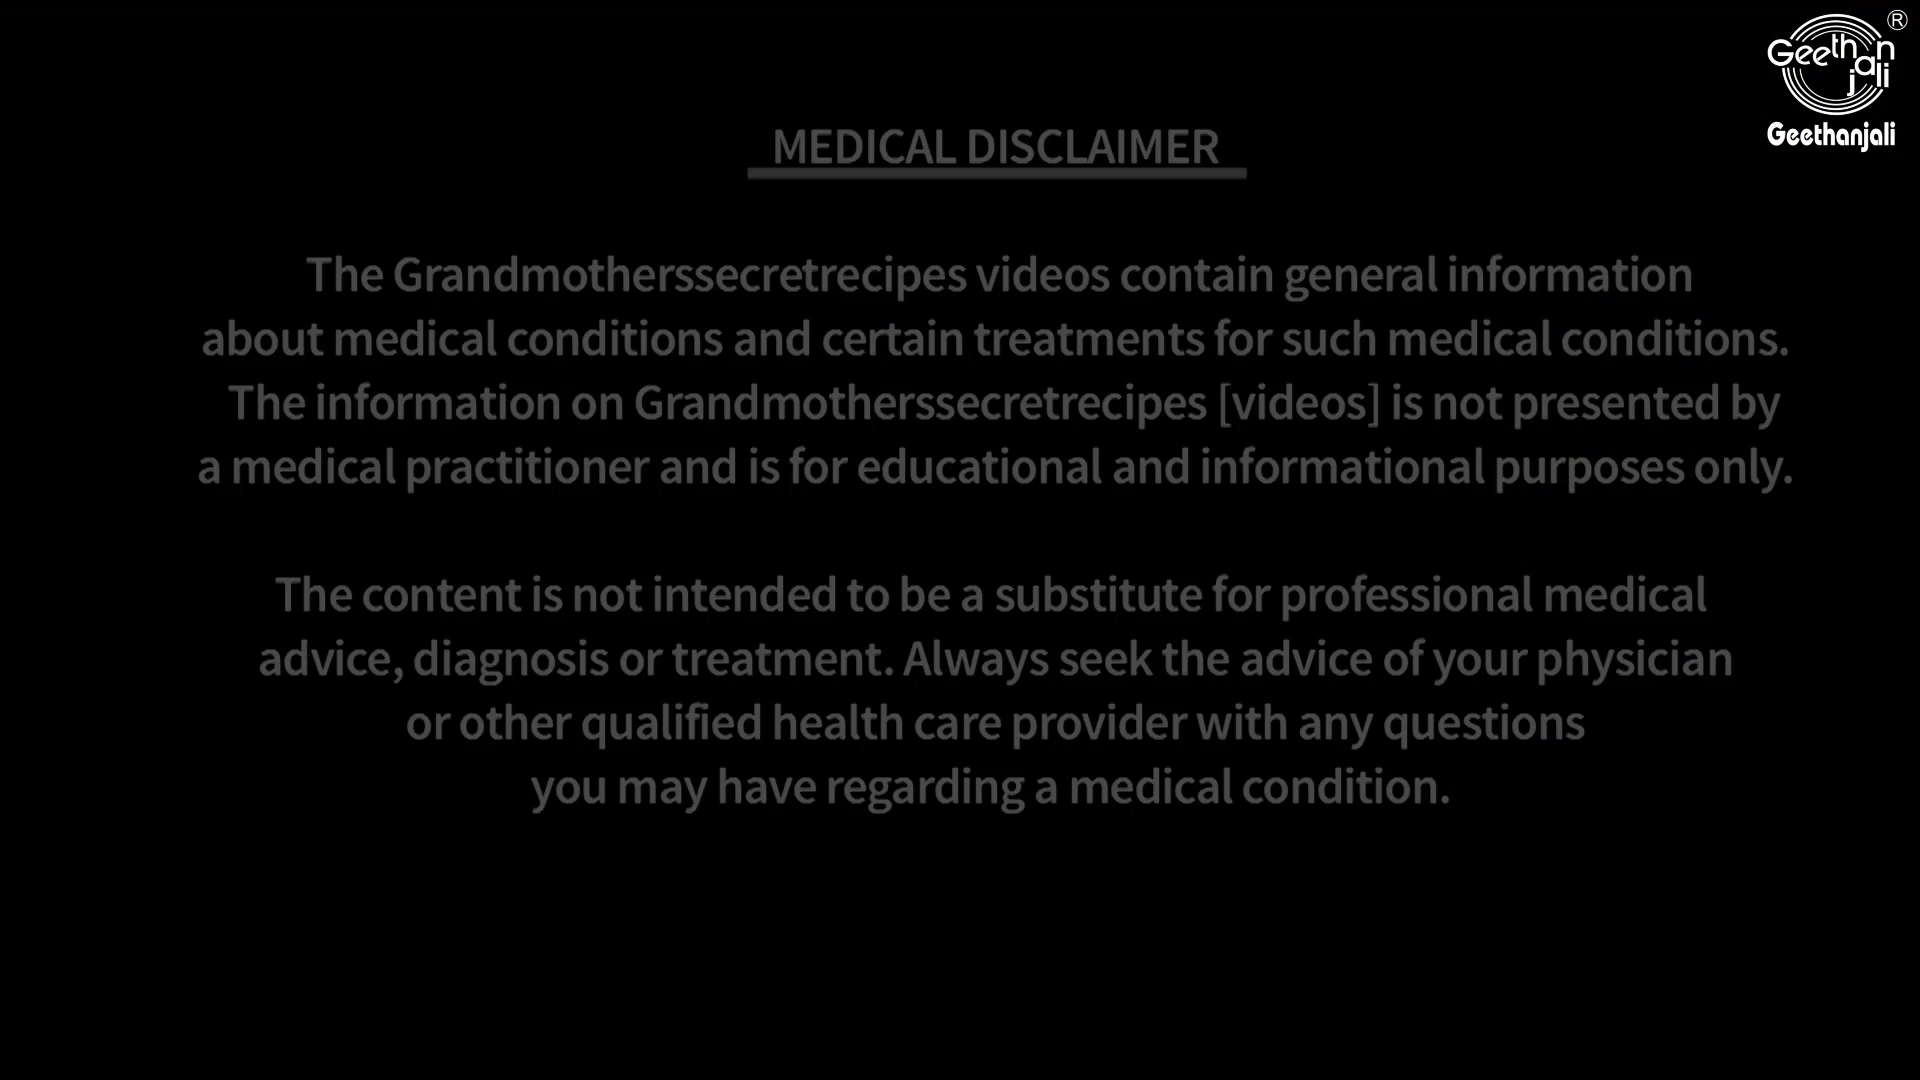 Geethanjali ®
Geethanjali
MEDICAL DISCLAIMER
The Grandmotherssecretrecipes videos contain general information
about medical conditions and certain treatments for such medical conditions.
The information on Grandmotherssecretrecipes [videos] is not presented by
a medical practitioner and is for educational and informational purposes only.
The content is not intended to be a substitute for professional medical
advice, diagnosis or treatment. Always seek the advice of your physician
or other qualified health care provider with any questions
you may have regarding a medical condition.